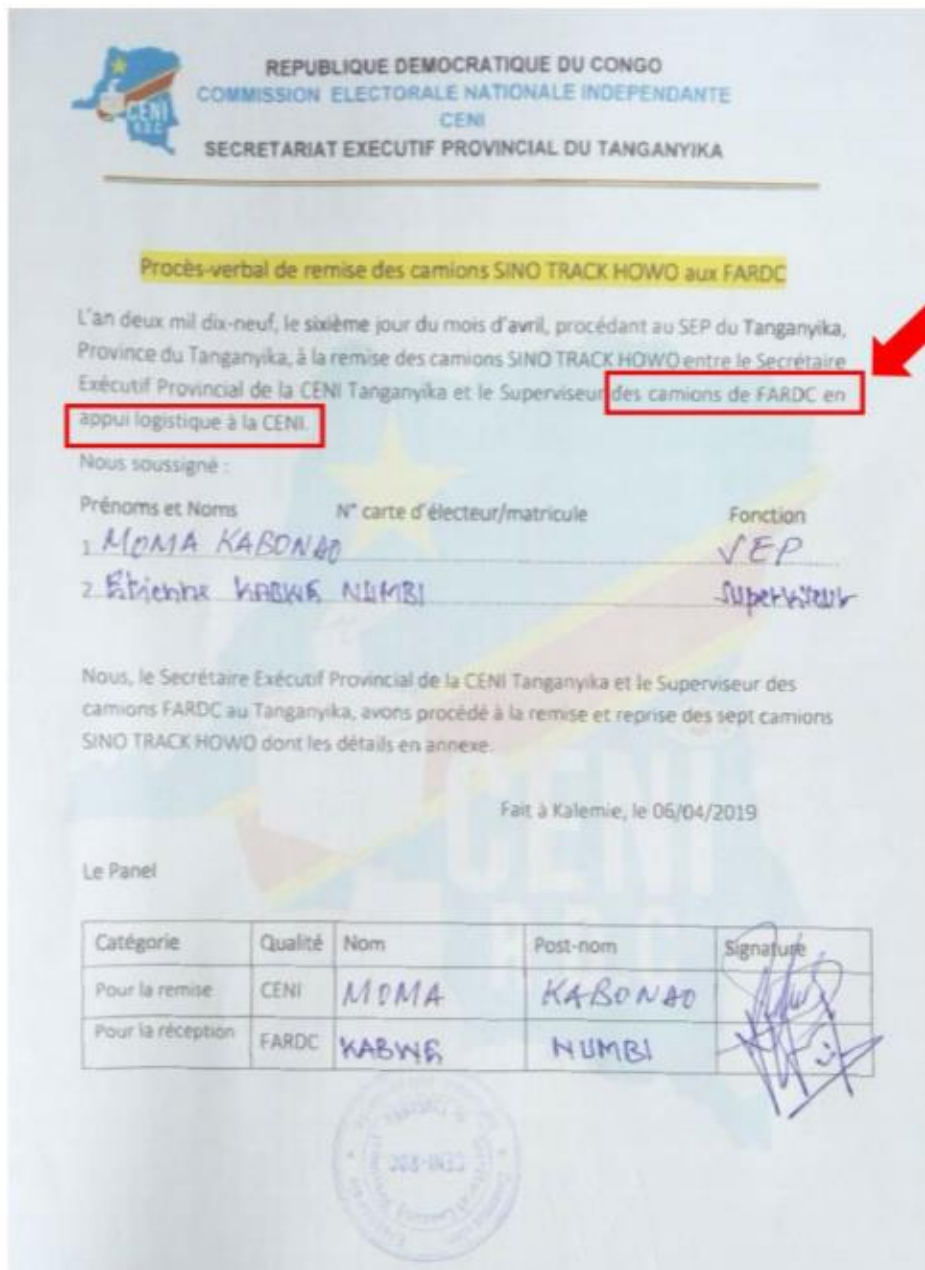 REPUBLIQUE DEMOCRATIQUE DU CONGO
COMMISSION ELECTORALE NATIONALE INDEPENDANTE
CENI
SECRETARIAT EXECUTIF PROVINCIAL DU TANGANYIKA
CENI
R.D.C
Procès-verbal de remise des camions SINO TRACK HOWO aux FARDC
L'an deux mil dix-neuf, le sixième jour du mois d'avril, procédant au SEP du Tanganyika,
Province du Tanganyika, à la remise des camions SINO TRACK HOWO entre le Secrétaire
Exécutif Provincial de la CENI Tanganyika et le Superviseur des camions de FARDC en
appui logistique à la CENI.
Nous soussigné :
Prénoms et Noms N° carte d'électeur/matricule Fonction
1 MOMA KABONAO
2. Etienne KABWE NUMBI Superviseur
Nous, le Secrétaire Exécutif Provincial de la CENI Tanganyika et le Superviseur des
camions FARDC au Tanganyika, avons procédé à la remise et reprise des sept camions
SINO TRACK HOWO dont les détails en annexe.
Fait à Kalemie, le 06/04/2019
Le Panel
Catégorie Qualité Nom Post-nom Signature
Pour la remise CENI MOMA KABONAO
Pour la réception FARDC KABWE NUMBI
CENI
R.D.C